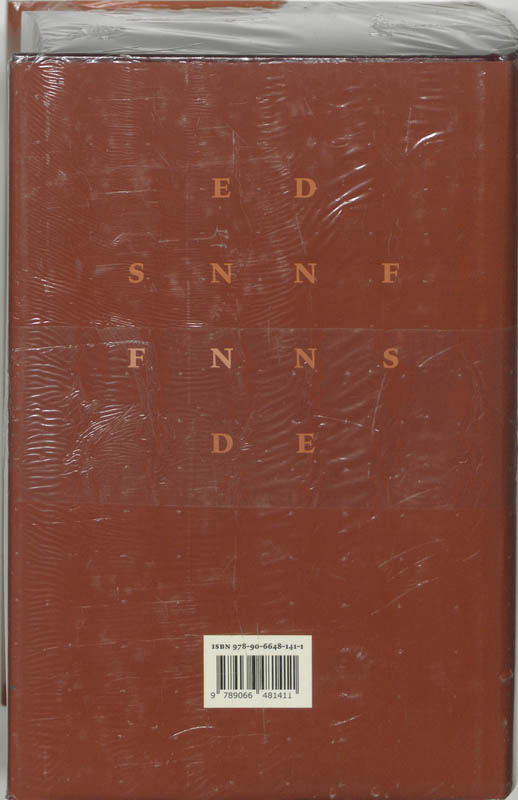 E D
S N N F
F N N S
D E
ISBN 978-90-6648-141-1
9 789066 481411